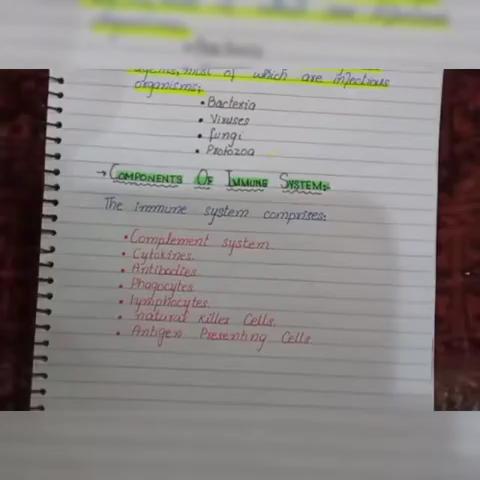 agents, most of which are infectious
organisms:
• Bacteria
• Viruses
• fungi
• Protozoa
→ COMPONENTS OF IMMUNE SYSTEM:-
The immune system comprises:
• Complement system
• Cytokines.
• Antibodies
• Phagocytes
• lymphocytes.
• natural killer Cells.
• Antigen Presenting Cells.